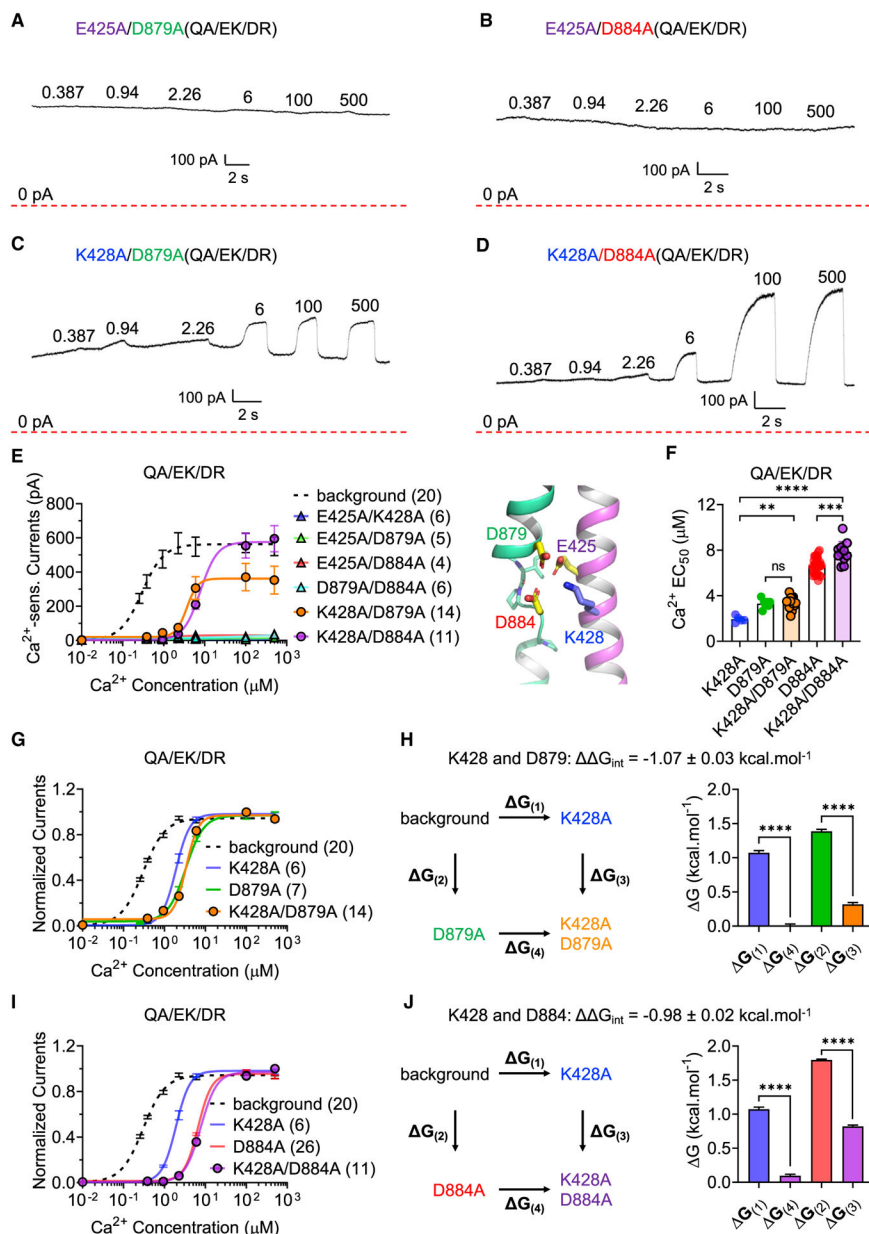 A
E425A/D879A(QA/EK/DR)
0.387 0.94 2.26 6 100 500
100 pA
2 s
0 pA
B
E425A/D884A(QA/EK/DR)
0.387 0.94 2.26 6 100 500
100 pA
2 s
0 pA
C
K428A/D879A(QA/EK/DR)
0.387 0.94 2.26 6 100 500
100 pA
2 s
0 pA
D
K428A/D884A(QA/EK/DR)
0.387 0.94 2.26 6 100 500
100 pA
2 s
0 pA
E
QA/EK/DR
Ca²⁺-sens. Currents (pA)
800
600
400
200
0
10⁻² 10⁻¹ 10⁰ 10¹ 10² 10³
Ca²⁺ Concentration (μM)
background (20)
E425A/K428A (6)
E425A/D879A (5)
E425A/D884A (4)
D879A/D884A (6)
K428A/D879A (14)
K428A/D884A (11)
D879
E425
D884
K428
F
QA/EK/DR
Ca²⁺ EC₅₀ (μM)
12
8
4
0
****
** ***
ns
K428A
D879A
K428A/D879A
D884A
K428A/D884A
G
QA/EK/DR
Normalized Currents
1.2
0.8
0.4
0.0
10⁻² 10⁻¹ 10⁰ 10¹ 10² 10³
Ca²⁺ Concentration (μM)
background (20)
K428A (6)
D879A (7)
K428A/D879A (14)
H
K428 and D879: ΔΔG_int = -1.07 ± 0.03 kcal.mol⁻¹
background ΔG₍₁₎ K428A
ΔG₍₂₎ ΔG₍₃₎
D879A ΔG₍₄₎ K428A
D879A
ΔG (kcal.mol⁻¹)
2.0
1.5
1.0
0.5
0.0
**** ****
ΔG₍₁₎ ΔG₍₄₎ ΔG₍₂₎ ΔG₍₃₎
I
QA/EK/DR
Normalized Currents
1.2
0.8
0.4
0.0
10⁻² 10⁻¹ 10⁰ 10¹ 10² 10³
Ca²⁺ Concentration (μM)
background (20)
K428A (6)
D884A (26)
K428A/D884A (11)
J
K428 and D884: ΔΔG_int = -0.98 ± 0.02 kcal.mol⁻¹
background ΔG₍₁₎ K428A
ΔG₍₂₎ ΔG₍₃₎
D884A ΔG₍₄₎ K428A
D884A
ΔG (kcal.mol⁻¹)
2.0
1.5
1.0
0.5
0.0
**** ****
ΔG₍₁₎ ΔG₍₄₎ ΔG₍₂₎ ΔG₍₃₎